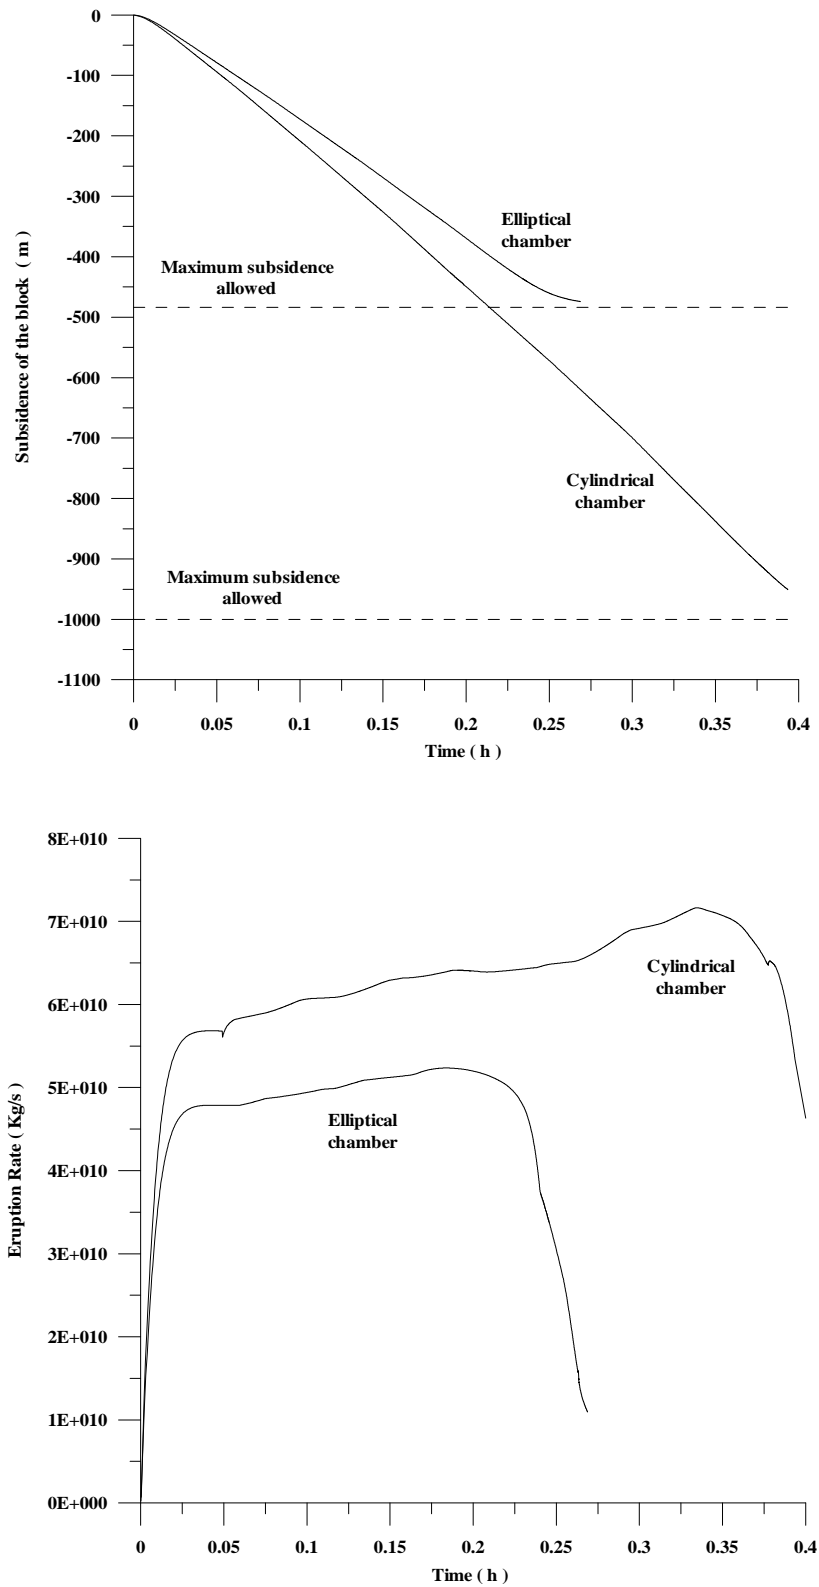 0
-100
-200
-300
-400
-500
-600
-700
-800
-900
-1000
-1100
Subsidence of the block ( m )
Elliptical
chamber
Maximum subsidence
allowed
Cylindrical
chamber
Maximum subsidence
allowed
0 0.05 0.1 0.15 0.2 0.25 0.3 0.35 0.4
Time ( h )
8E+010
7E+010
6E+010
5E+010
4E+010
3E+010
2E+010
1E+010
0E+000
Eruption Rate ( Kg/s )
Cylindrical
chamber
Elliptical
chamber
0 0.05 0.1 0.15 0.2 0.25 0.3 0.35 0.4
Time ( h )